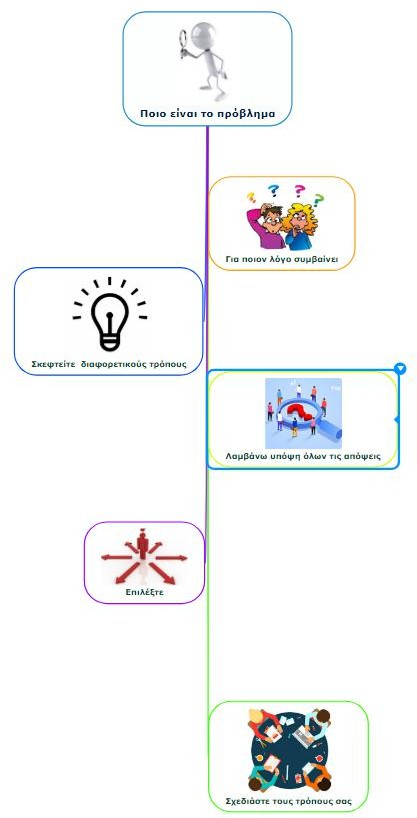 Ποιο είναι το πρόβλημα
Για ποιον λόγο συμβαίνει
Σκεφτείτε διαφορετικούς τρόπους
Λαμβάνω υπόψη όλων τις απόψεις
Επιλέξτε
Σχεδιάστε τους τρόπους σας